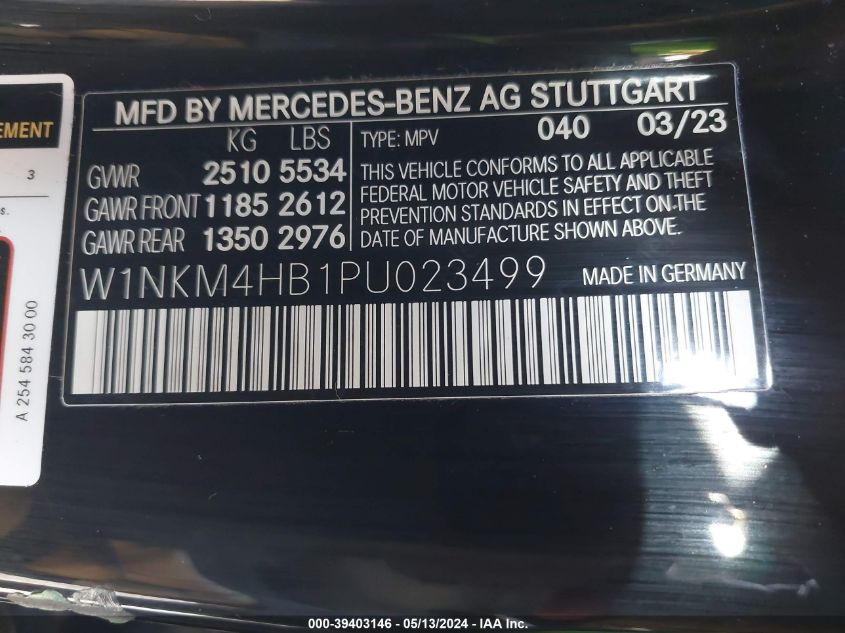 MFD BY MERCEDES-BENZ AG STUTTGART
KG LBS
GVWR 2510 5534
GAWR FRONT 1185 2612
GAWR REAR 1350 2976
TYPE: MPV 040 03/23
THIS VEHICLE CONFORMS TO ALL APPLICABLE
FEDERAL MOTOR VEHICLE SAFETY AND THEFT
PREVENTION STANDARDS IN EFFECT ON THE
DATE OF MANUFACTURE SHOWN ABOVE.
W1NKM4HB1PU023499 MADE IN GERMANY
3
A 254 584 30 00
000-39403146 - 05/13/2024 - IAA Inc.